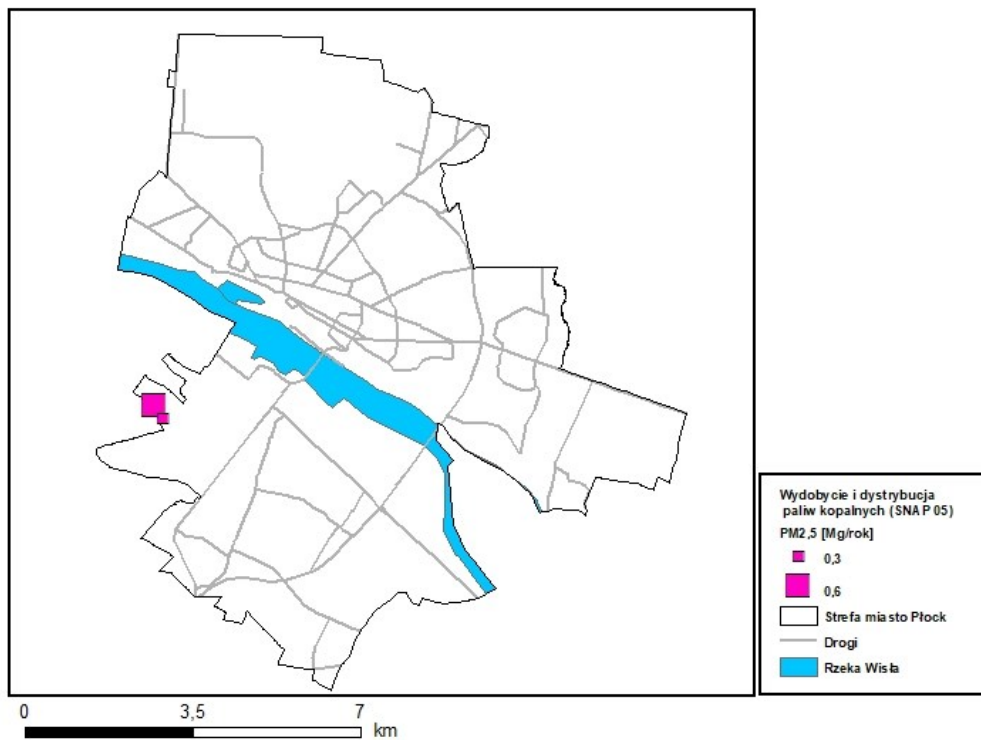 Wydobycie i dystrybucja
paliw kopalnych (SNAP 05)
PM2,5 [Mg/rok]
0,3
0,6
Strefa miasto Płock
Drogi
Rzeka Wisła
0 3,5 7
km